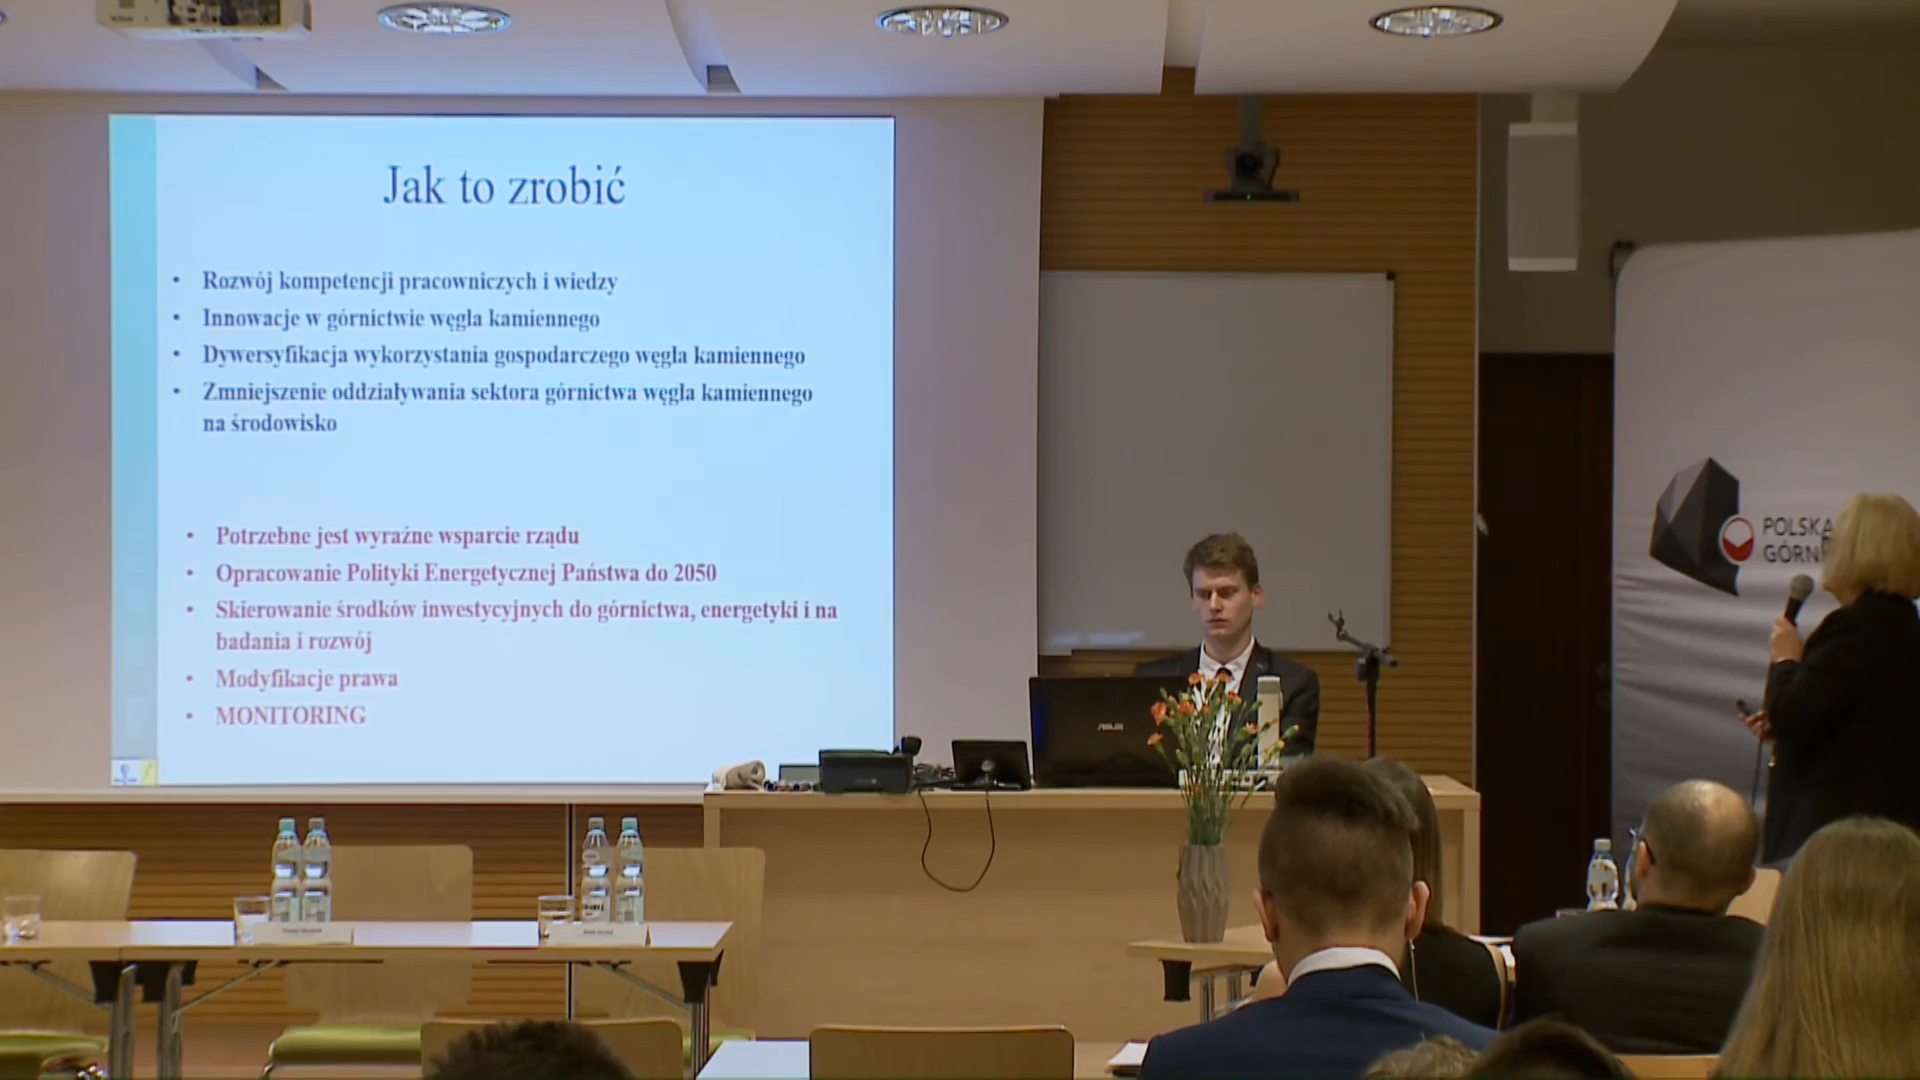 Jak to zrobić
• Rozwój kompetencji pracowniczych i wiedzy
• Innowacje w górnictwie węgla kamiennego
• Dywersyfikacja wykorzystania gospodarczego węgla kamiennego
• Zmniejszenie oddziaływania sektora górnictwa węgla kamiennego
na środowisko
• Potrzebne jest wyraźne wsparcie rządu
• Opracowanie Polityki Energetycznej Państwa do 2050
• Skierowanie środków inwestycyjnych do górnictwa, energetyki i na
badania i rozwój
• Modyfikacje prawa
• MONITORING
POLSKA
GÓRN
ASUS